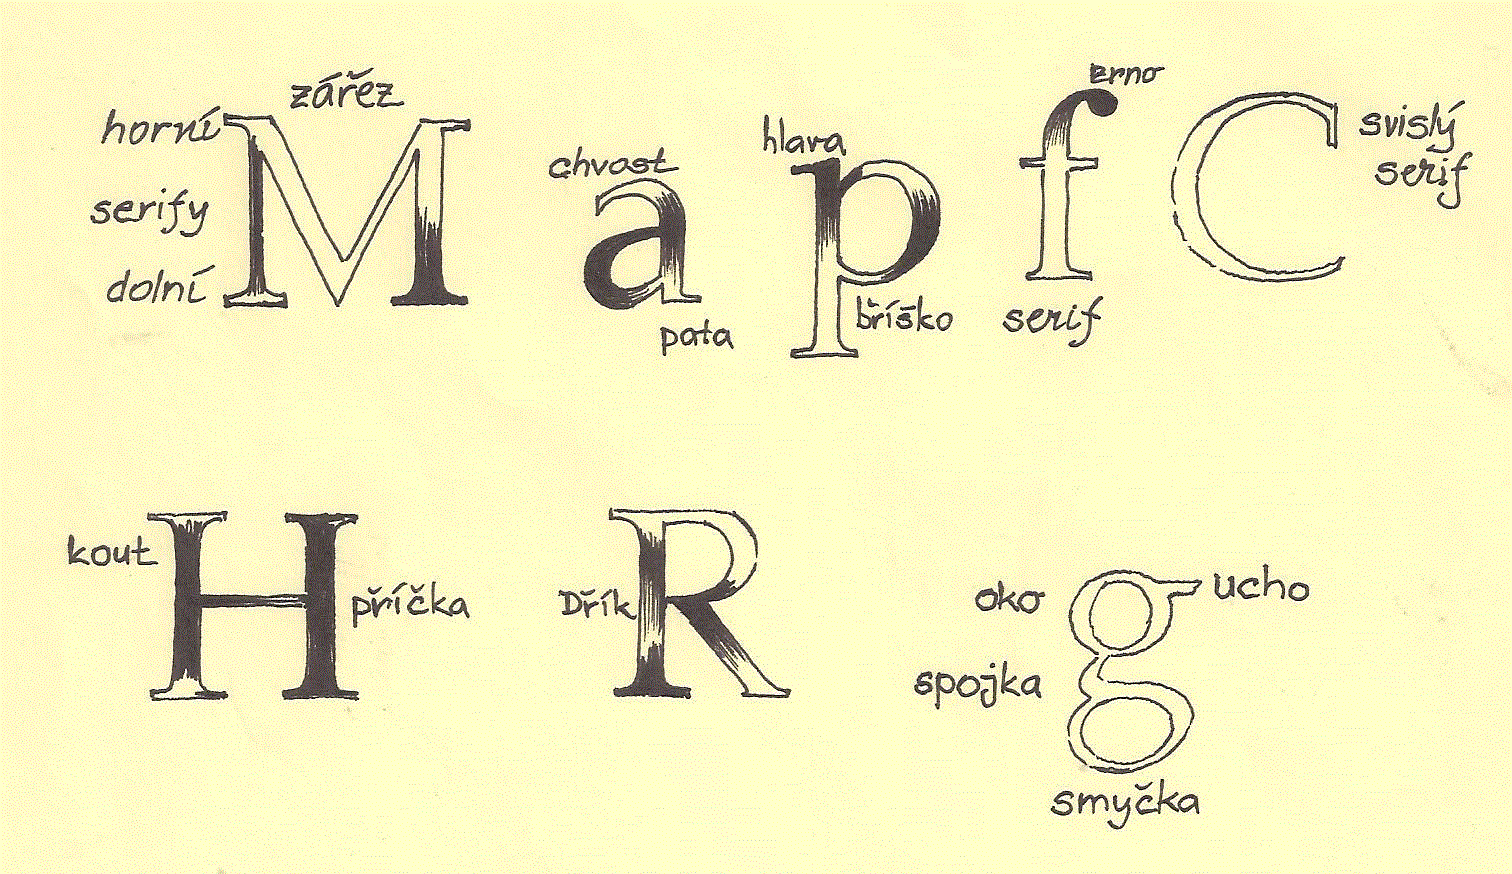 zářez
horní
serify
dolní
M
chvost
a
pata
hlava
p
bříško
zrno
f
serif
C
svislý
serif
kout
H
příčka
Dřík
R
oko
g
ucho
spojka
smyčka